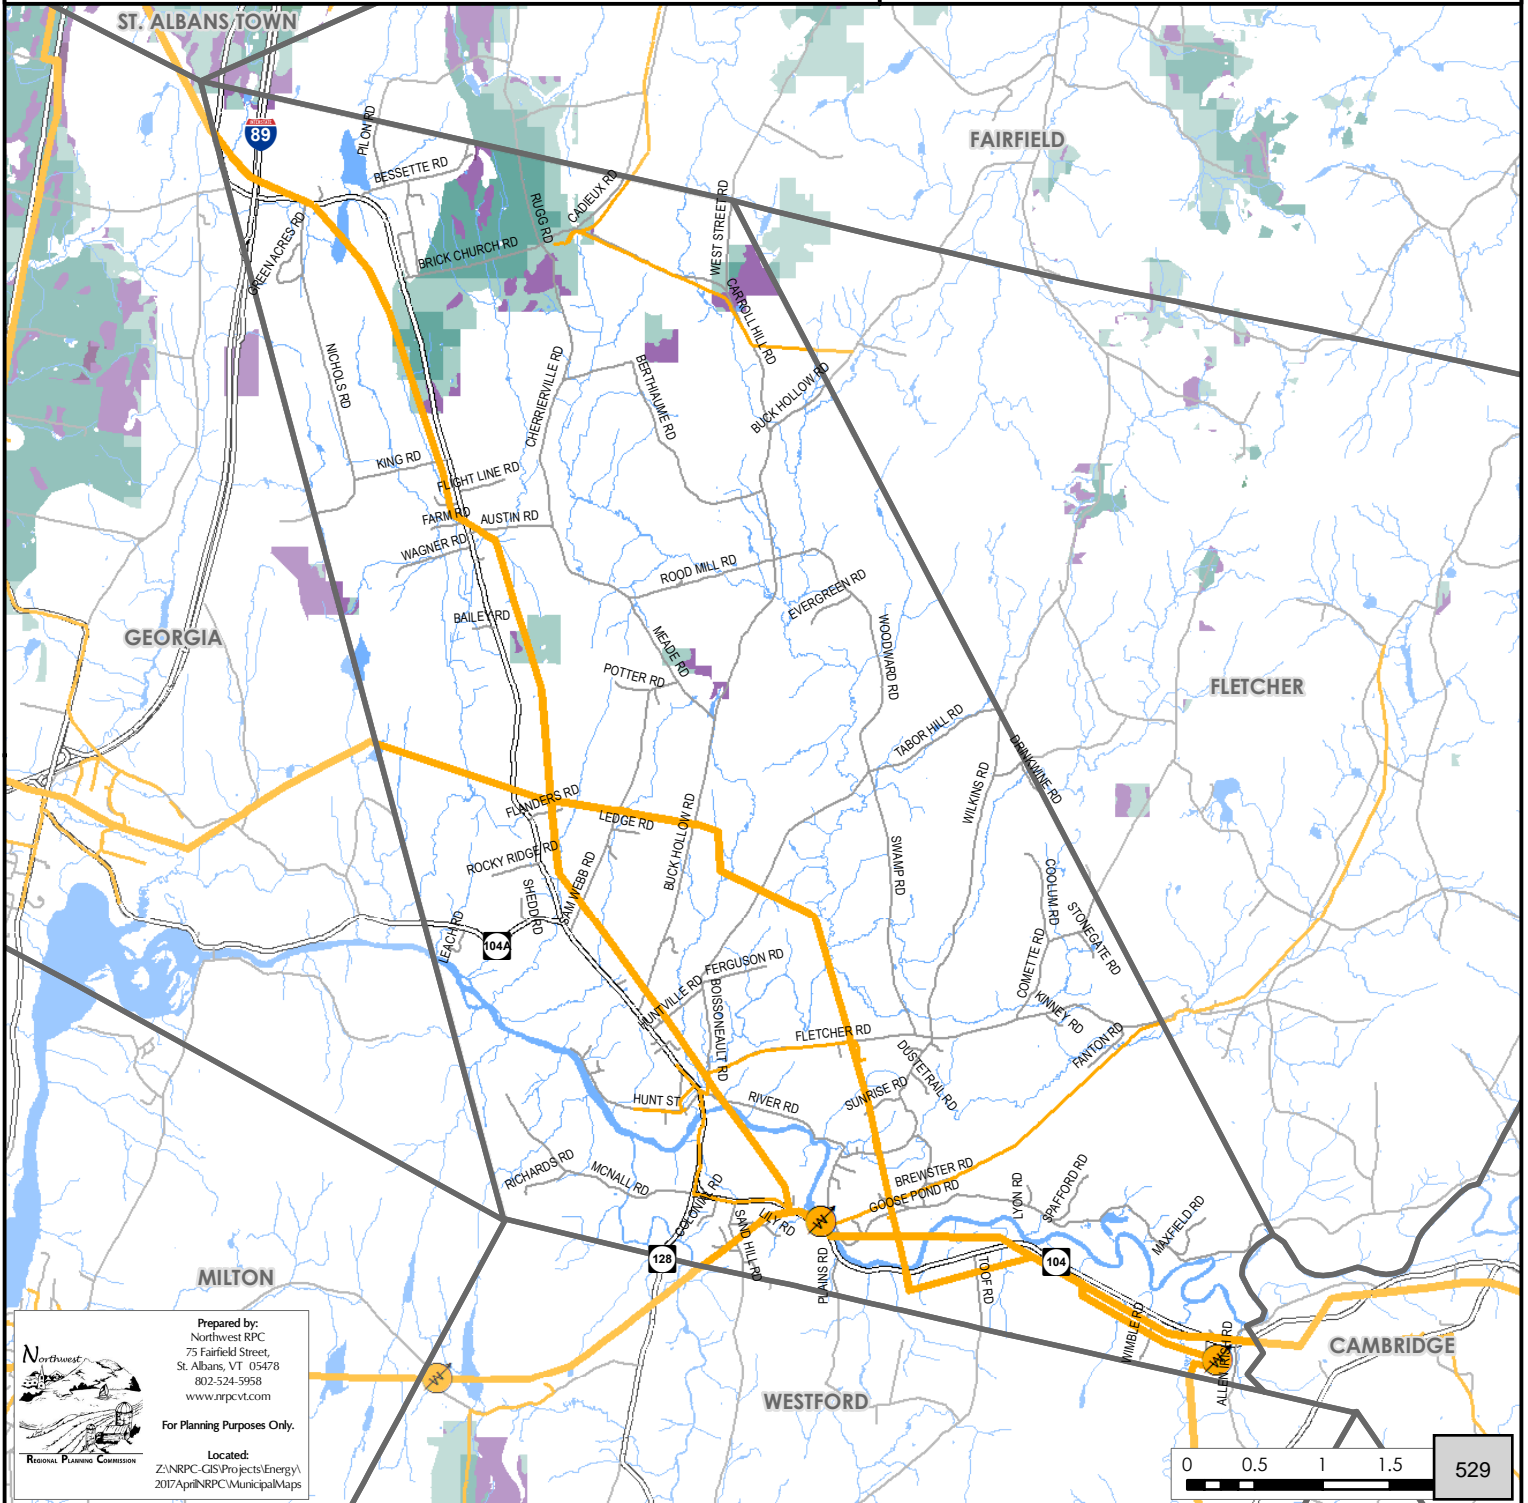 ST. ALBANS TOWN
INTERSTATE
89
PILON RD
BESSETTE RD
FAIRFIELD
RUGG RD
CADIEUX RD
WEST STREET RD
GREEN ACRES RD
BRICK CHURCH RD
CARROLL HILL RD
NICHOLS RD
CHERRIERVILLE RD
BERTHIAUME RD
BUCK HOLLOW RD
KING RD
FLIGHT LINE RD
FARM RD
AUSTIN RD
WAGNER RD
ROOD MILL RD
EVERGREEN RD
BAILEY RD
GEORGIA
MEADE RD
WOODWARD RD
POTTER RD
FLETCHER
TABOR HILL RD
DRINKWINE RD
WILKINS RD
FLANDERS RD
LEDGE RD
BUCK HOLLOW RD
ROCKY RIDGE RD
SAM WEBB RD
SHEDD RD
SWAMP RD
COOLUM RD
STONEGATE RD
LEACH RD
104A
FERGUSON RD
COMETTE RD
HUNTVILLE RD
BOISSONEAULT RD
KINNEY RD
FLETCHER RD
FANTON RD
DUSTETRAIL RD
SUNRISE RD
HUNT ST
RIVER RD
RICHARDS RD
MCNALL RD
BREWSTER RD
GOOSE POND RD
LYON RD
SPAFFORD RD
COLONIAL RD
SAND HILL RD
LILY RD
MAXFIELD RD
128
PLAINS RD
TOOF RD
104
MILTON
WIMBLE RD
ALLEN IRISH RD
CAMBRIDGE
WESTFORD
Northwest
REGIONAL PLANNING COMMISSION
Prepared by:
Northwest RPC
75 Fairfield Street,
St. Albans, VT 05478
802-524-5958
www.nrpcvt.com
For Planning Purposes Only.
Located:
Z:\NRPC-GIS\Projects\Energy\
2017AprilNRPC\MunicipalMaps
0 0.5 1 1.5
529